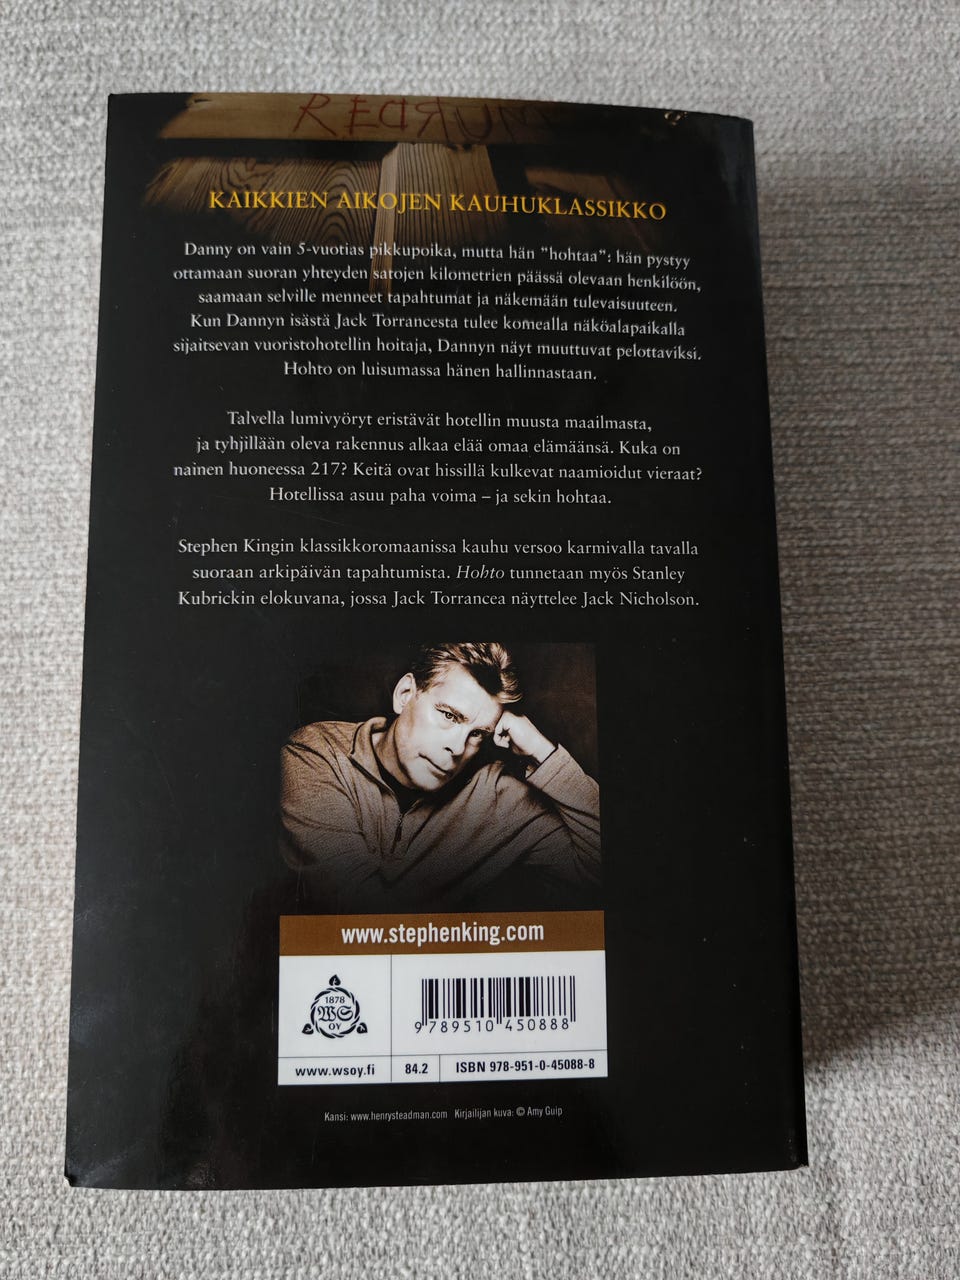 REDRUM
KAIKKIEN AIKOJEN KAUHUKLASSIKKO
Danny on vain 5-vuotias pikkupoika, mutta hän "hohtaa": hän pystyy
ottamaan suoran yhteyden satojen kilometrien päässä olevaan henkilöön,
saamaan selville menneet tapahtumat ja näkemään tulevaisuuteen.
Kun Dannyn isästä Jack Torrancesta tulee komealla näköalapaikalla
sijaitsevan vuoristohotellin hoitaja, Dannyn näyt muuttuvat pelottaviksi.
Hohto on luisumassa hänen hallinnastaan.
Talvella lumivyöryt eristävät hotellin muusta maailmasta,
ja tyhjillään oleva rakennus alkaa elää omaa elämäänsä. Kuka on
nainen huoneessa 217? Keitä ovat hissillä kulkevat naamioidut vieraat?
Hotellissa asuu paha voima – ja sekin hohtaa.
Stephen Kingin klassikkoromaanissa kauhu versoo karmivalla tavalla
suoraan arkipäivän tapahtumista. Hohto tunnetaan myös Stanley
Kubrickin elokuvana, jossa Jack Torrancea näyttelee Jack Nicholson.
www.stephenking.com
1878
WS
OY
9 789510 450888
www.wsoy.fi 84.2 ISBN 978-951-0-45088-8
Kansi: www.henrysteadman.com Kirjailijan kuva: © Amy Guip